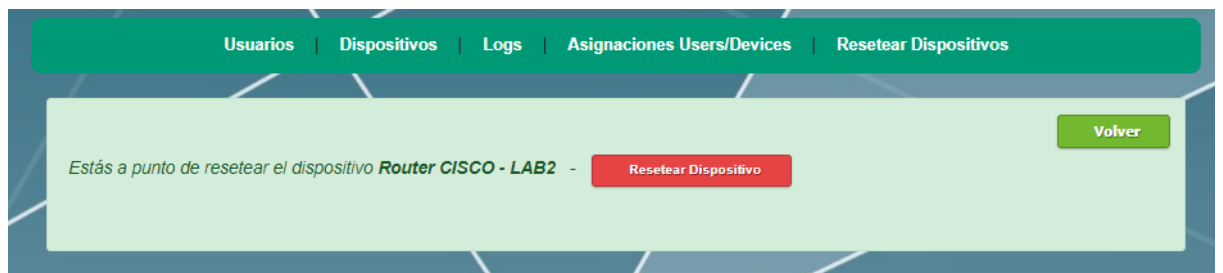 Usuarios | Dispositivos | Logs | Asignaciones Users/Devices | Resetear Dispositivos
Volver
Estás a punto de resetear el dispositivo Router CISCO - LAB2 - Resetear Dispositivo